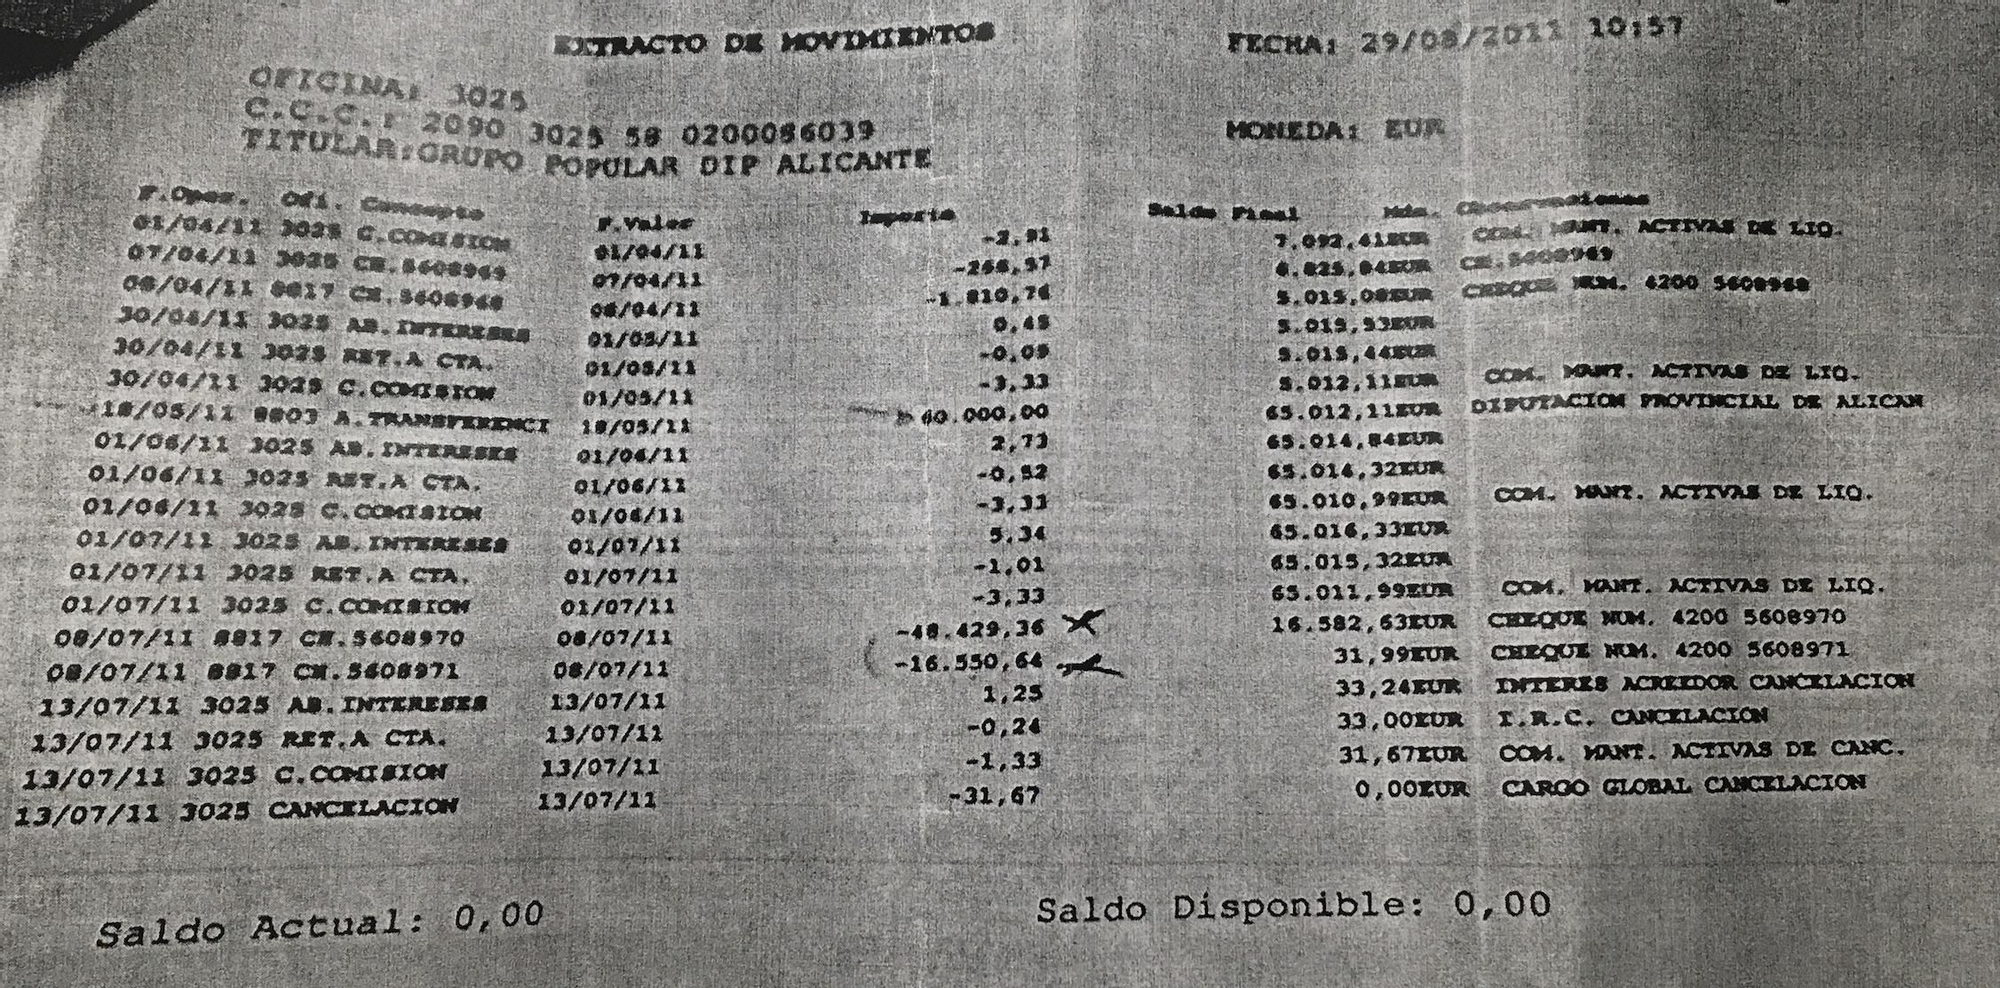 EXTRACTO DE MOVIMIENTOS FECHA: 29/08/2011 10:57
OFICINA: 3025
C.C.C.: 2090 3025 58 0200056039 MONEDA: EUR
TITULAR:GRUPO POPULAR DIP ALICANTE
F.Oper. Ofi. Concepto F.Valor Importe Saldo Final Mda. Observaciones
01/04/11 3025 C.COMISION 01/04/11 -2,91 7.092,41EUR COM. MANT. ACTIVAS DE LIQ.
07/04/11 3025 CH.5608969 07/04/11 -266,57 6.825,84EUR CH.5608969
08/04/11 8817 CH.5608968 08/04/11 -1.810,76 5.015,08EUR CHEQUE NUM. 4200 5608968
30/04/11 3025 AB.INTERESES 01/05/11 0,45 5.015,53EUR
30/04/11 3025 RET.A CTA. 01/05/11 -0,09 5.015,44EUR
30/04/11 3025 C.COMISION 01/05/11 -3,33 5.012,11EUR COM. MANT. ACTIVAS DE LIQ.
18/05/11 8803 A.TRANSFERENCI 18/05/11 60.000,00 65.012,11EUR DIPUTACION PROVINCIAL DE ALICAN
01/06/11 3025 AB.INTERESES 01/06/11 2,73 65.014,84EUR
01/06/11 3025 RET.A CTA. 01/06/11 -0,52 65.014,32EUR
01/06/11 3025 C.COMISION 01/06/11 -3,33 65.010,99EUR COM. MANT. ACTIVAS DE LIQ.
01/07/11 3025 AB.INTERESES 01/07/11 5,34 65.016,33EUR
01/07/11 3025 RET.A CTA. 01/07/11 -1,01 65.015,32EUR
01/07/11 3025 C.COMISION 01/07/11 -3,33 65.011,99EUR COM. MANT. ACTIVAS DE LIQ.
08/07/11 8817 CH.5608970 08/07/11 -48.429,36 16.582,63EUR CHEQUE NUM. 4200 5608970
08/07/11 8817 CH.5608971 08/07/11 -16.550,64 31,99EUR CHEQUE NUM. 4200 5608971
13/07/11 3025 AB.INTERESES 13/07/11 1,25 33,24EUR INTERES ACREEDOR CANCELACION
13/07/11 3025 RET.A CTA. 13/07/11 -0,24 33,00EUR I.R.C. CANCELACION
13/07/11 3025 C.COMISION 13/07/11 -1,33 31,67EUR COM. MANT. ACTIVAS DE CANC.
13/07/11 3025 CANCELACION 13/07/11 -31,67 0,00EUR CARGO GLOBAL CANCELACION
Saldo Actual: 0,00 Saldo Disponible: 0,00